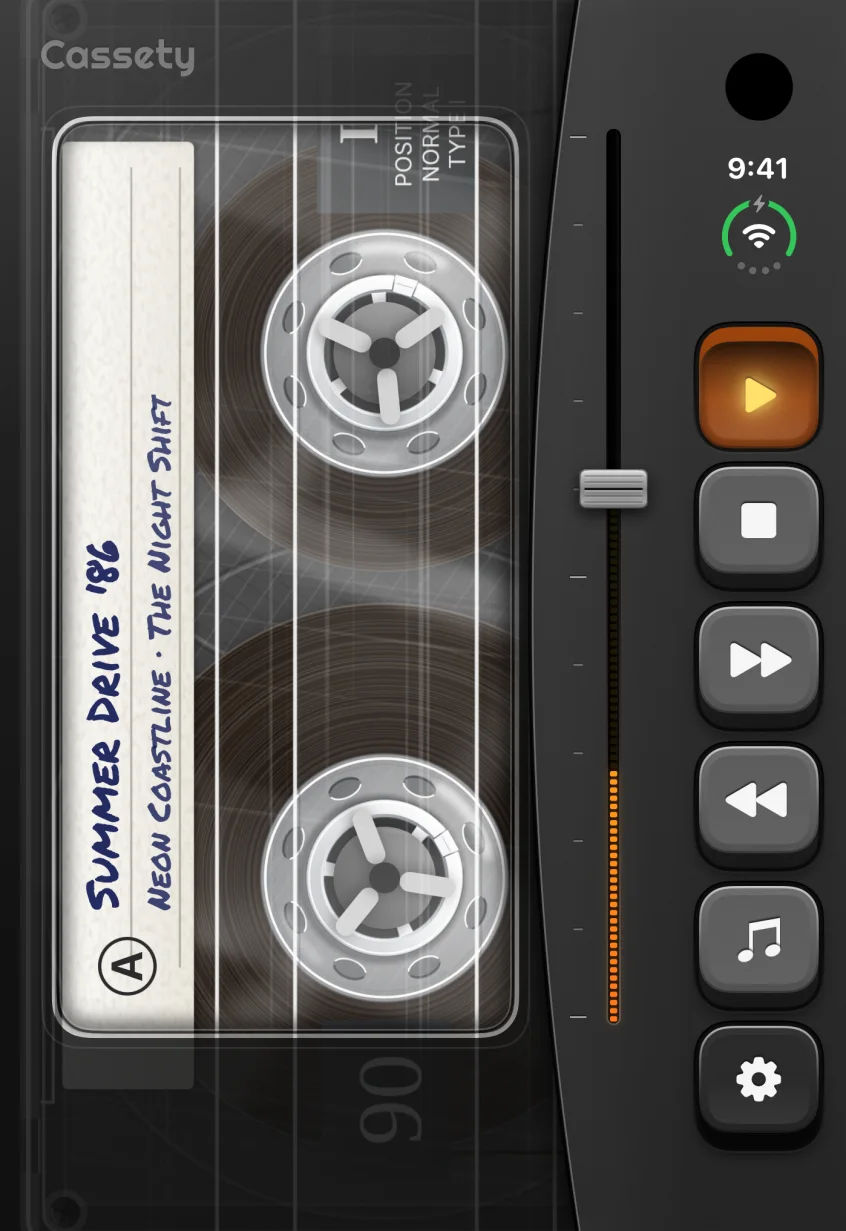 Cassety
9:41
POSITION
NORMAL
TYPE I
I
A
SUMMER DRIVE '86
NEON COASTLINE · THE NIGHT SHIFT
90